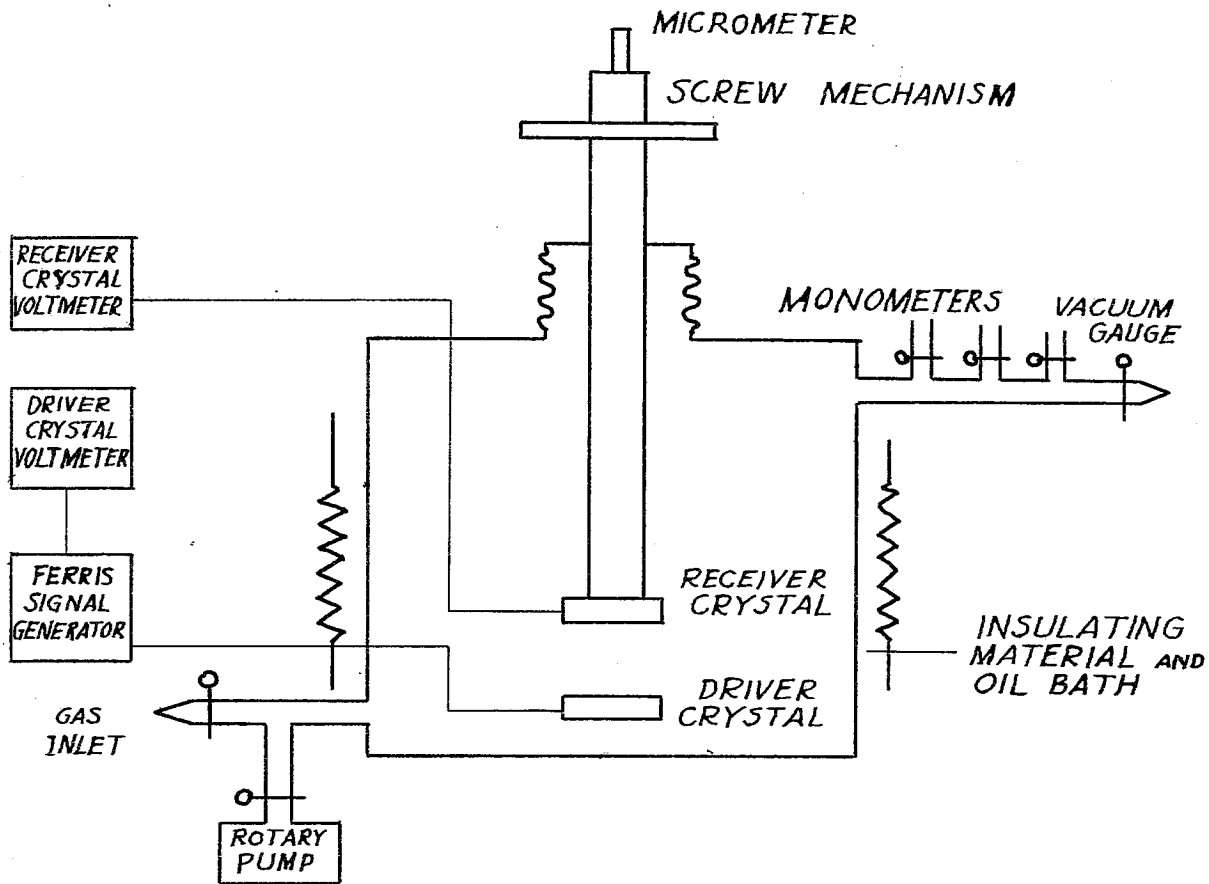 MICROMETER
SCREW MECHANISM
RECEIVER
CRYSTAL
VOLTMETER
MONOMETERS
VACUUM
GAUGE
DRIVER
CRYSTAL
VOLTMETER
FERRIS
SIGNAL
GENERATOR
RECEIVER
CRYSTAL
INSULATING
MATERIAL AND
OIL BATH
DRIVER
CRYSTAL
GAS
INLET
ROTARY
PUMP